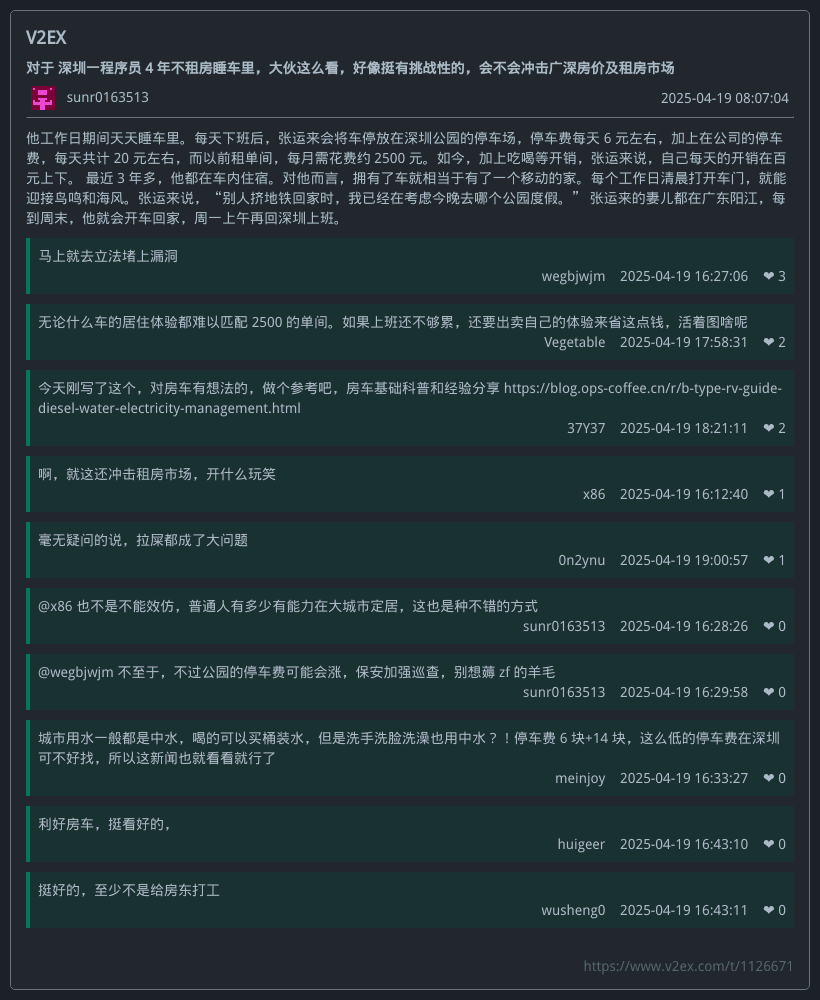 V2EX
对于 深圳一程序员 4 年不租房睡车里，大伙这么看，好像挺有挑战性的，会不会冲击广深房价及租房市场
sunr0163513 2025-04-19 08:07:04
他工作日期间天天睡车里。每天下班后，张运来会将车停放在深圳公园的停车场，停车费每天 6 元左右，加上在公司的停车
费，每天共计 20 元左右，而以前租单间，每月需花费约 2500 元。如今，加上吃喝等开销，张运来说，自己每天的开销在百
元上下。 最近 3 年多，他都在车内住宿。对他而言，拥有了车就相当于有了一个移动的家。每个工作日清晨打开车门，就能
迎接鸟鸣和海风。张运来说，“别人挤地铁回家时，我已经在考虑今晚去哪个公园度假。” 张运来的妻儿都在广东阳江，每
到周末，他就会开车回家，周一上午再回深圳上班。
马上就去立法堵上漏洞
wegbjwjm 2025-04-19 16:27:06 ❤ 3
无论什么车的居住体验都难以匹配 2500 的单间。如果上班还不够累，还要出卖自己的体验来省这点钱，活着图啥呢
Vegetable 2025-04-19 17:58:31 ❤ 2
今天刚写了这个，对房车有想法的，做个参考吧，房车基础科普和经验分享 https://blog.ops-coffee.cn/r/b-type-rv-guide-
diesel-water-electricity-management.html
37Y37 2025-04-19 18:21:11 ❤ 2
啊，就这还冲击租房市场，开什么玩笑
x86 2025-04-19 16:12:40 ❤ 1
毫无疑问的说，拉屎都成了大问题
0n2ynu 2025-04-19 19:00:57 ❤ 1
@x86 也不是不能效仿，普通人有多少有能力在大城市定居，这也是种不错的方式
sunr0163513 2025-04-19 16:28:26 ❤ 0
@wegbjwjm 不至于，不过公园的停车费可能会涨，保安加强巡查，别想薅 zf 的羊毛
sunr0163513 2025-04-19 16:29:58 ❤ 0
城市用水一般都是中水，喝的可以买桶装水，但是洗手洗脸洗澡也用中水？！停车费 6 块+14 块，这么低的停车费在深圳
可不好找，所以这新闻也就看看就行了
meinjoy 2025-04-19 16:33:27 ❤ 0
利好房车，挺看好的，
huigeer 2025-04-19 16:43:10 ❤ 0
挺好的，至少不是给房东打工
wusheng0 2025-04-19 16:43:11 ❤ 0
https://www.v2ex.com/t/1126671